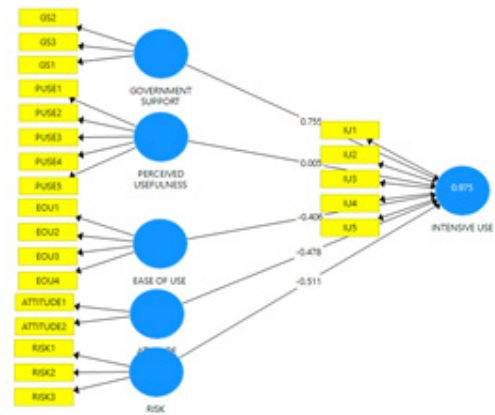 GS2
GS3
GS1
GOVERNMENT
SUPPORT
PUSE1
PUSE2
PUSE3
PUSE4
PUSE5
PERCEIVED
USEFULNESS
EOU1
EOU2
EOU3
EOU4
EASE OF USE
ATTITUDE1
ATTITUDE2
RISK1
RISK2
RISK3
RISK
0.755
0.005
-0.406
-0.478
-0.511
IU1
IU2
IU3
IU4
IU5
0.975
INTENSIVE USE